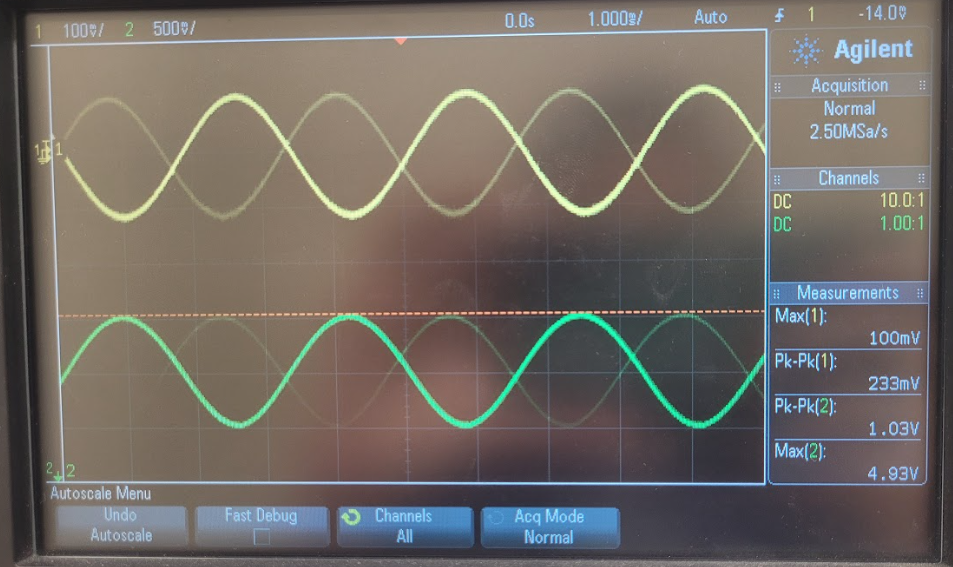 1 100mV/ 2 500mV/ 0.0s 1.000ms/ Auto 1 -14.0V
Agilent
Acquisition
Normal
2.50MSa/s
Channels
DC 10.0:1
DC 1.00:1
Measurements
Max(1):
100mV
Pk-Pk(1):
233mV
Pk-Pk(2):
1.03V
Max(2):
4.93V
1 1
2 2
Autoscale Menu
Undo
Autoscale
Fast Debug
Channels
All
Acq Mode
Normal